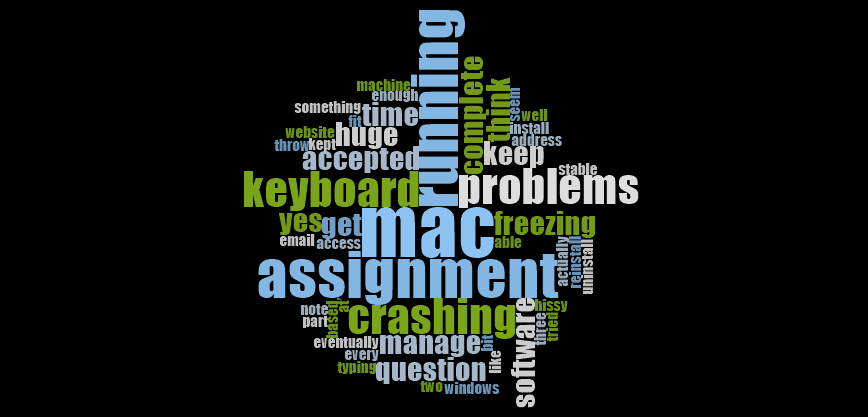 running
complete
think
machine
enough
something
time
seem
well
fit
install
website
huge
address
throw
kept
keep
accepted
stable
keyboard
problems
yes
get
mac
freezing
email
access
able
actually
reinstall
uninstall
assignment
note
based
at
crashing
software
hissy
part
three
tried
eventually
manage
bit
every
like
typing
question
two
windows